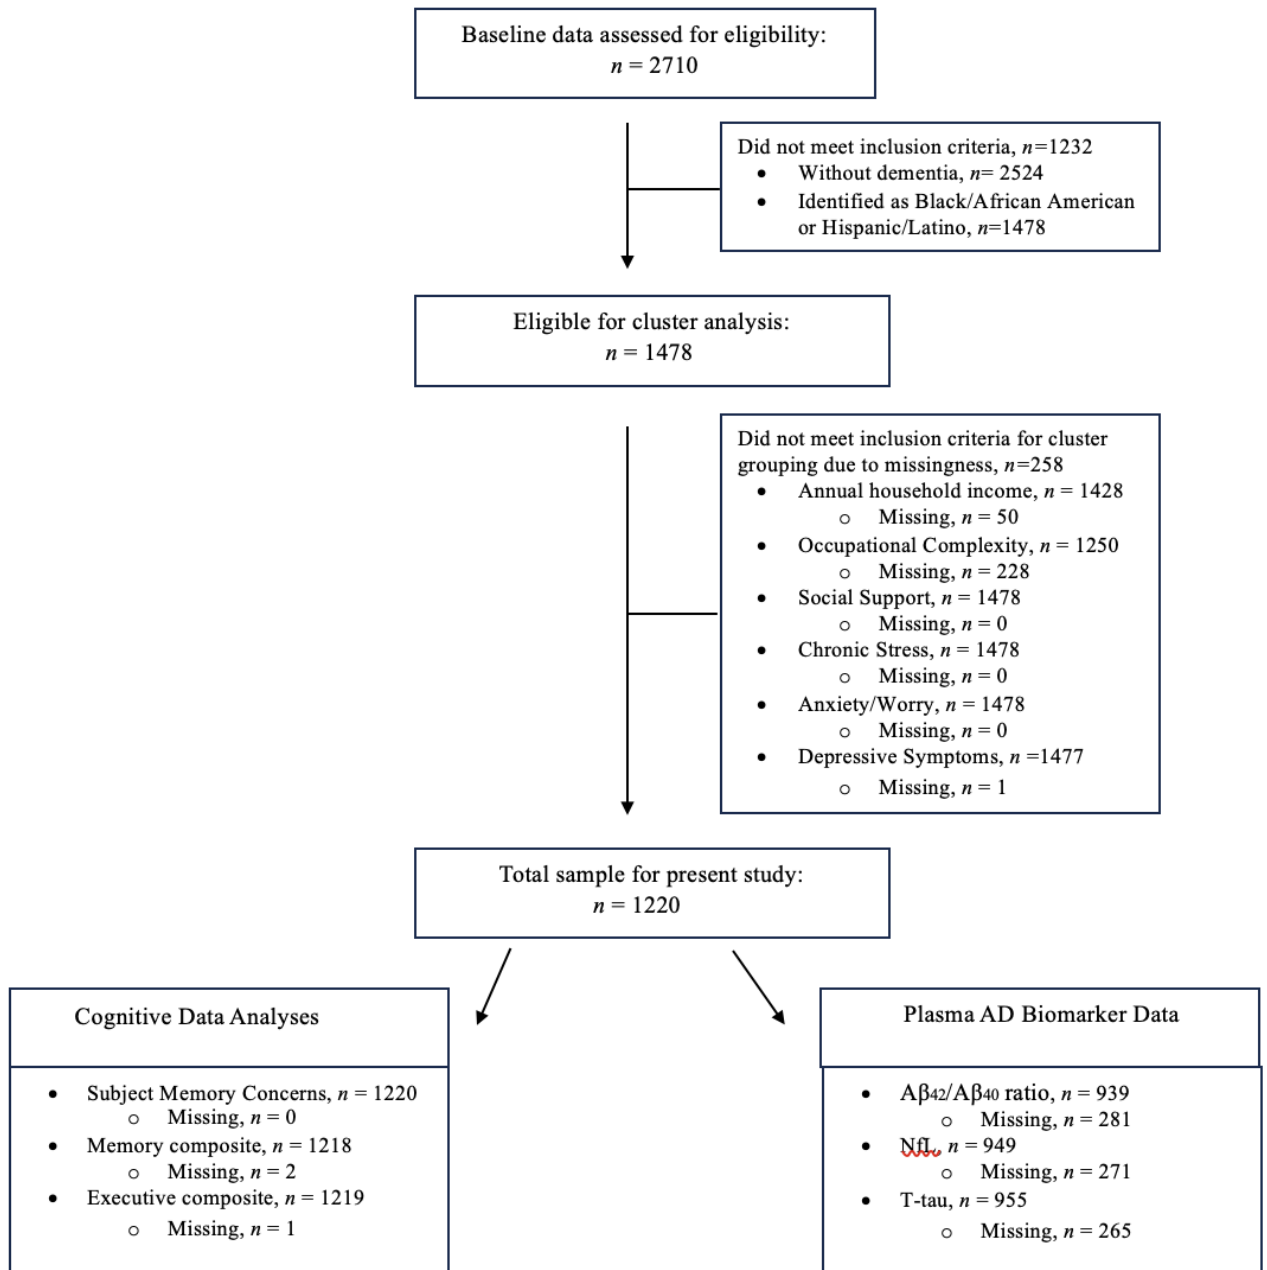 Baseline data assessed for eligibility:
n = 2710
Did not meet inclusion criteria, n=1232
• Without dementia, n= 2524
• Identified as Black/African American
or Hispanic/Latino, n=1478
Eligible for cluster analysis:
n = 1478
Did not meet inclusion criteria for cluster
grouping due to missingness, n=258
• Annual household income, n = 1428
o Missing, n = 50
• Occupational Complexity, n = 1250
o Missing, n = 228
• Social Support, n = 1478
o Missing, n = 0
• Chronic Stress, n = 1478
o Missing, n = 0
• Anxiety/Worry, n = 1478
o Missing, n = 0
• Depressive Symptoms, n =1477
o Missing, n = 1
Total sample for present study:
n = 1220
Cognitive Data Analyses
• Subject Memory Concerns, n = 1220
o Missing, n = 0
• Memory composite, n = 1218
o Missing, n = 2
• Executive composite, n = 1219
o Missing, n = 1
Plasma AD Biomarker Data
• Aβ42/Aβ40 ratio, n = 939
o Missing, n = 281
• NfL, n = 949
o Missing, n = 271
• T-tau, n = 955
o Missing, n = 265